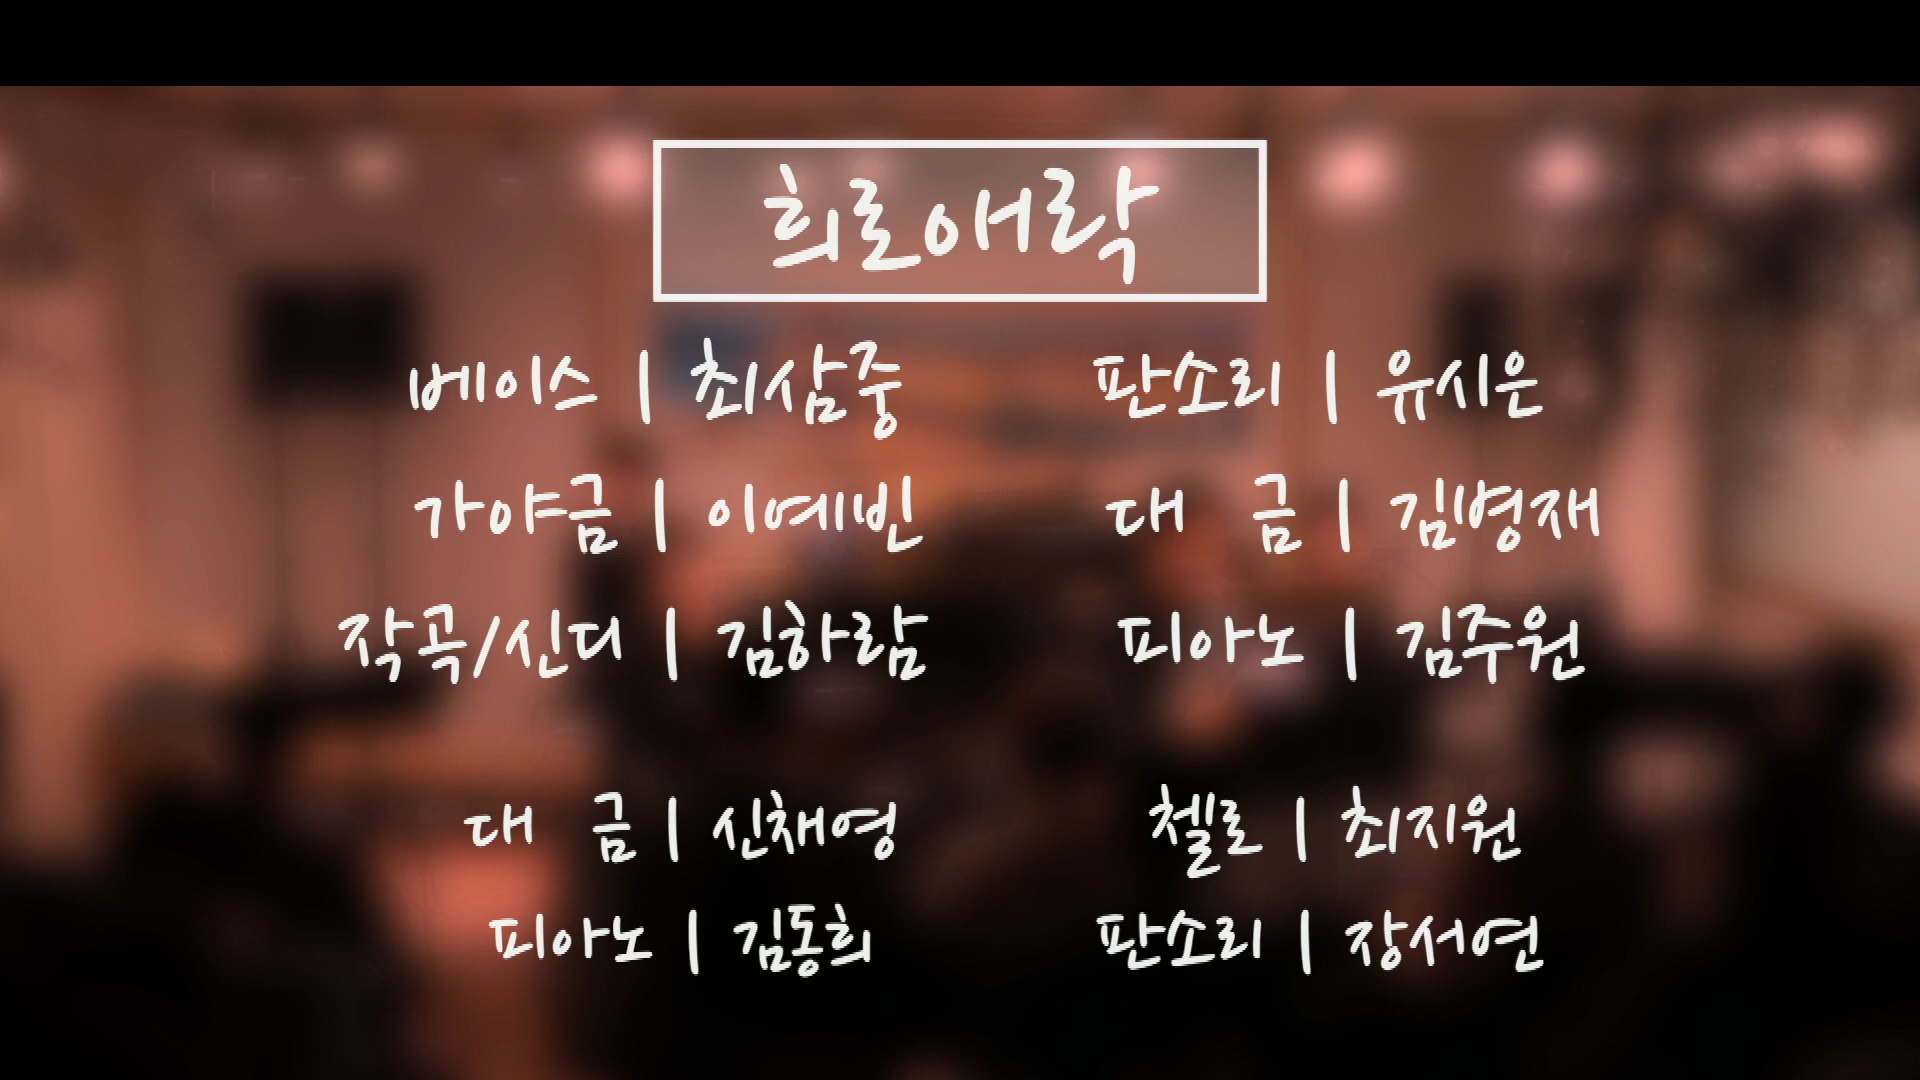 희로애락
베이스 | 최삼중 판소리 | 유시은
가야금 | 이예빈 대 금 | 김병재
작곡/신디 | 김하람 피아노 | 김주원
대 금 | 신채영 첼로 | 최지원
피아노 | 김동희 판소리 | 장서연